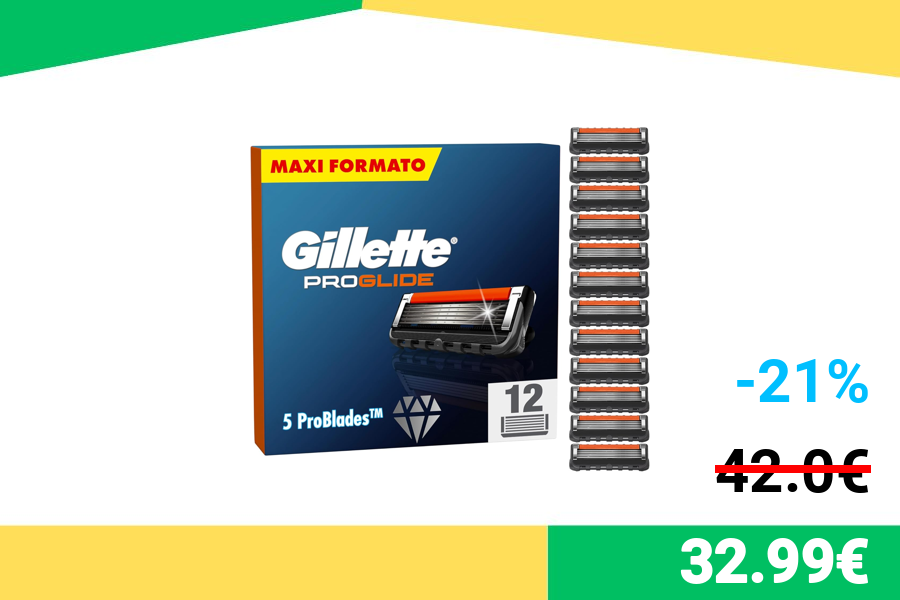 MAXI FORMATO
Gillette®
PROGLIDE
12
5 ProBlades™
-21%
42.0€
32.99€